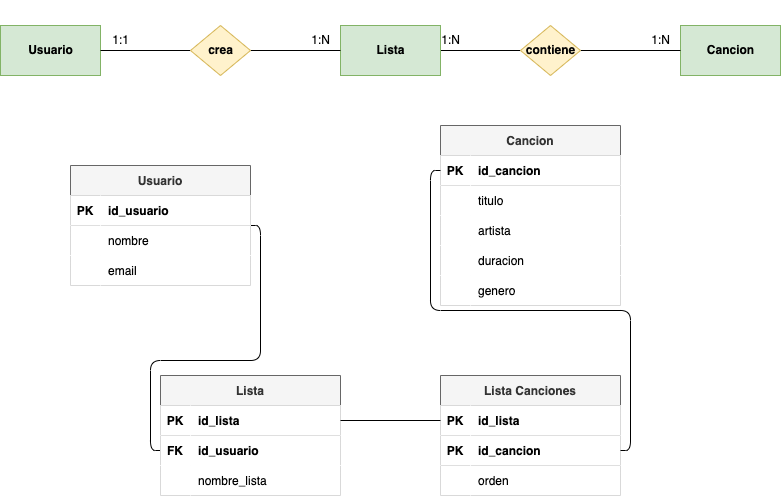 Usuario 1:1 crea 1:N Lista 1:N contiene 1:N Cancion
Usuario
PK id_usuario
nombre
email
Cancion
PK id_cancion
titulo
artista
duracion
genero
Lista
PK id_lista
FK id_usuario
nombre_lista
Lista Canciones
PK id_lista
PK id_cancion
orden